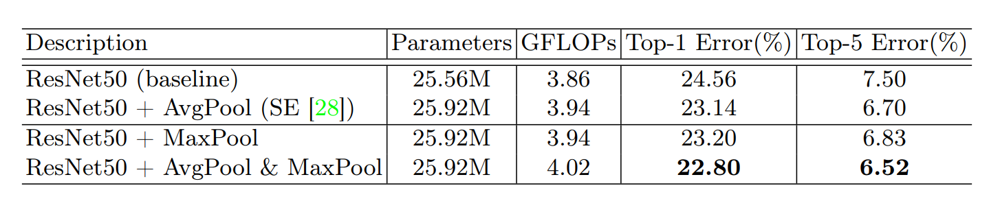 Description Parameters GFLOPs Top-1 Error(%) Top-5 Error(%)
ResNet50 (baseline) 25.56M 3.86 24.56 7.50
ResNet50 + AvgPool (SE [28]) 25.92M 3.94 23.14 6.70
ResNet50 + MaxPool 25.92M 3.94 23.20 6.83
ResNet50 + AvgPool & MaxPool 25.92M 4.02 22.80 6.52